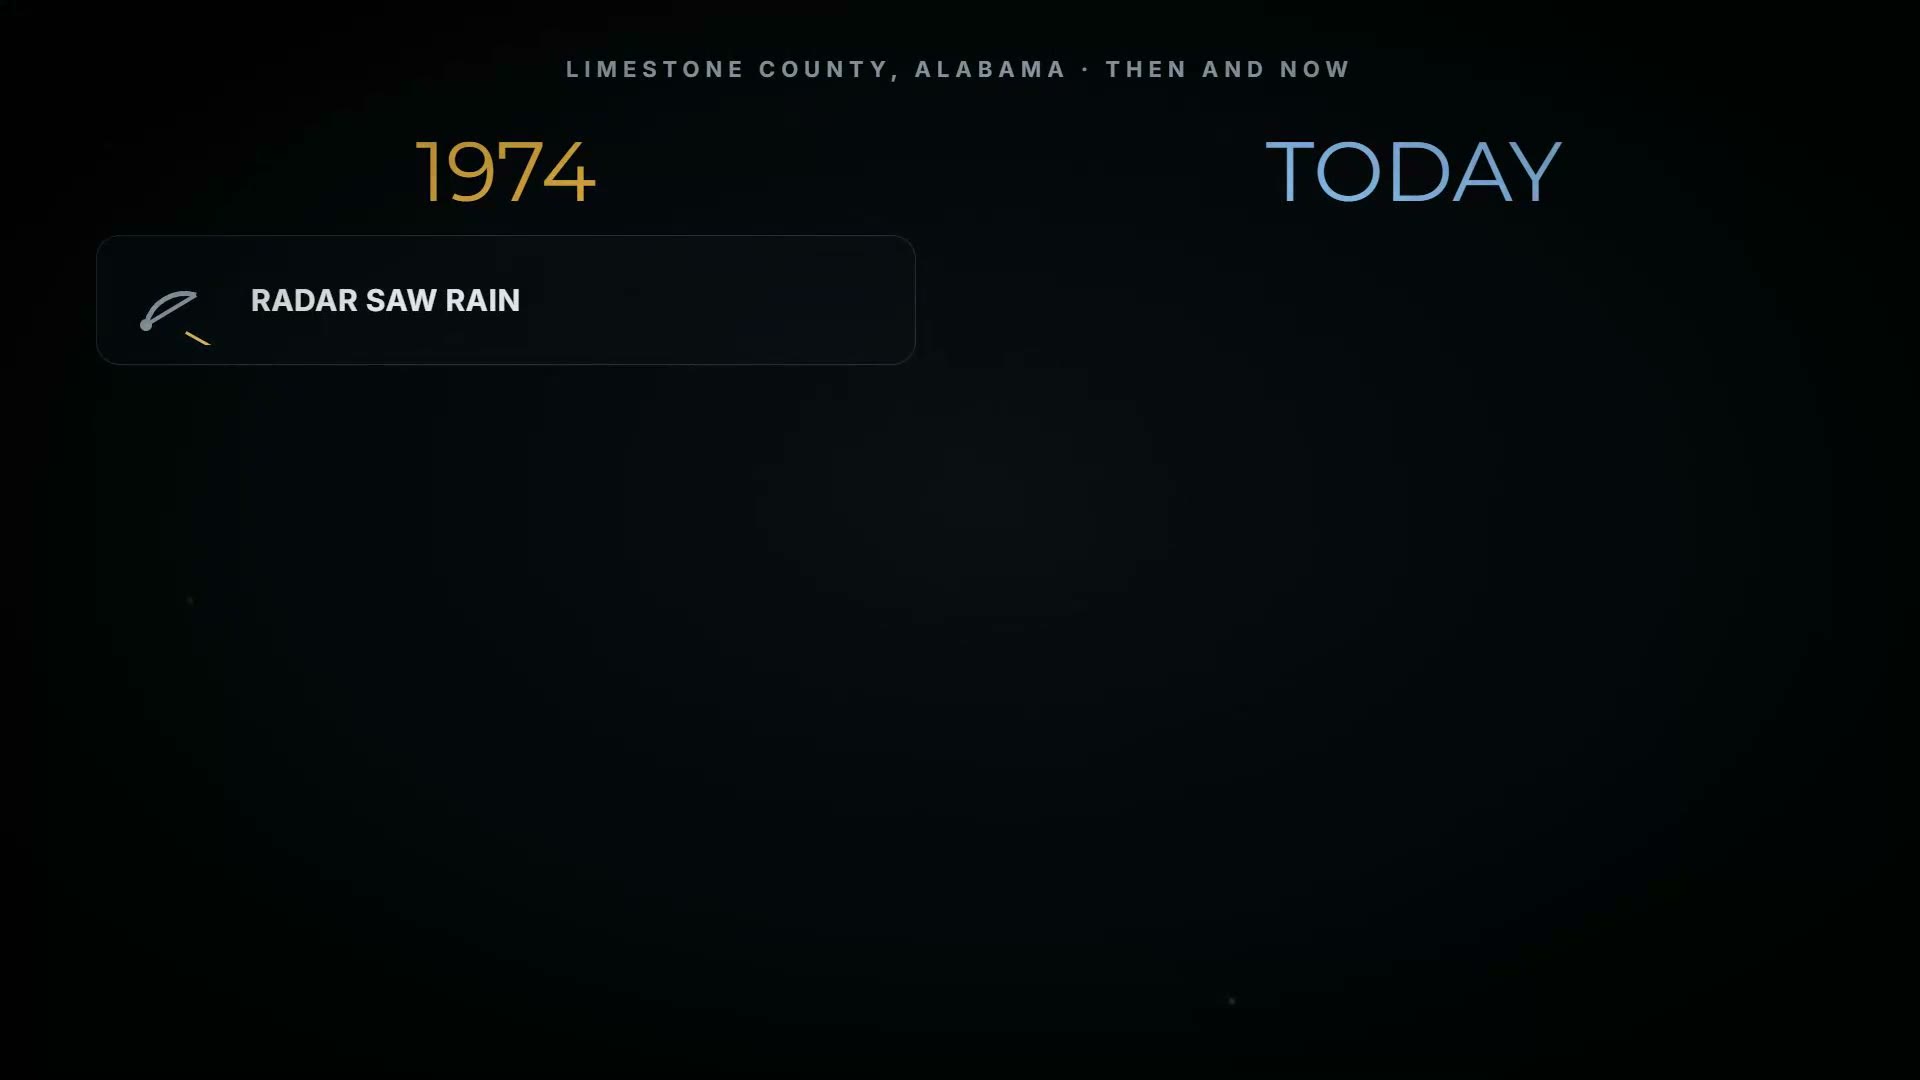 LIMESTONE COUNTY, ALABAMA · THEN AND NOW
1974
TODAY
RADAR SAW RAIN